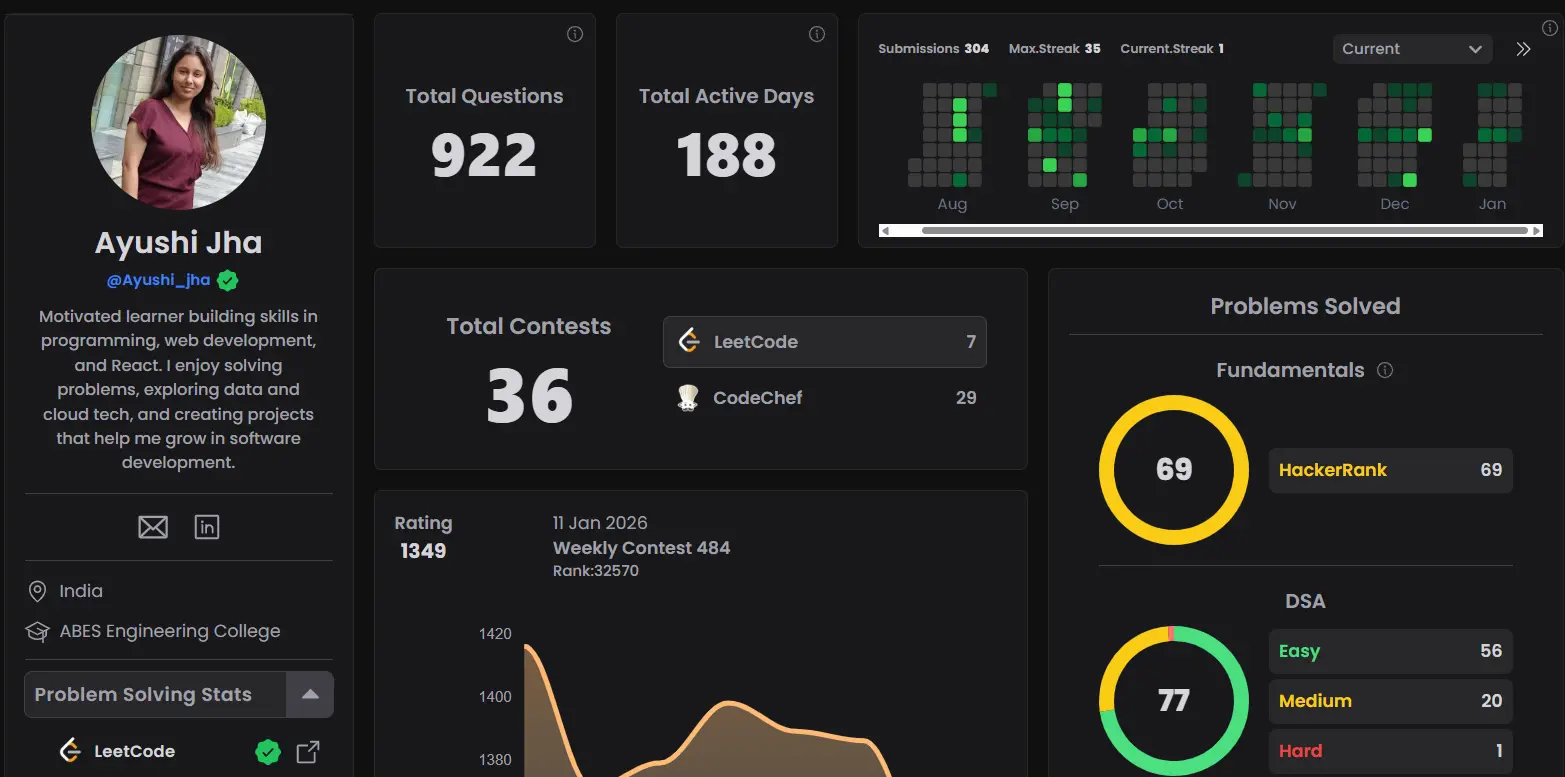 Ayushi Jha
@Ayushi_jha
Motivated learner building skills in
programming, web development,
and React. I enjoy solving
problems, exploring data and
cloud tech, and creating projects
that help me grow in software
development.
India
ABES Engineering College
Problem Solving Stats
LeetCode
Total Questions
922
Total Active Days
188
Submissions 304 Max.Streak 35 Current.Streak 1
Current
Aug Sep Oct Nov Dec Jan
Total Contests
36
LeetCode 7
CodeChef 29
Rating
1349
11 Jan 2026
Weekly Contest 484
Rank:32570
1420
1400
1380
Problems Solved
Fundamentals
69
HackerRank 69
DSA
77
Easy 56
Medium 20
Hard 1